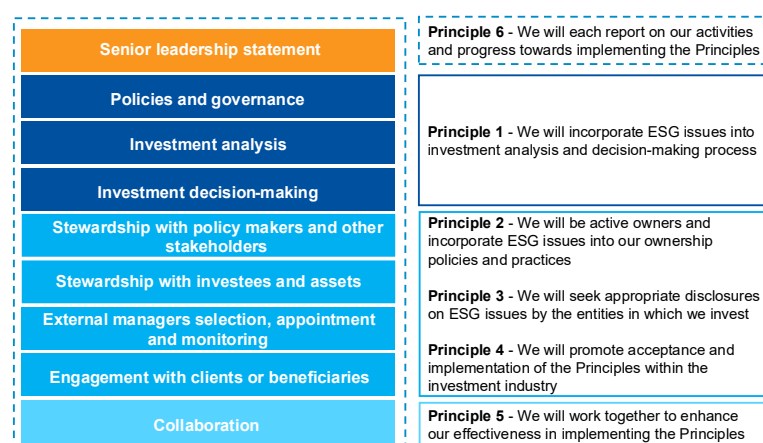 Senior leadership statement
Policies and governance
Investment analysis
Investment decision-making
Stewardship with policy makers and other
stakeholders
Stewardship with investees and assets
External managers selection, appointment
and monitoring
Engagement with clients or beneficiaries
Collaboration
Principle 6 - We will each report on our activities
and progress towards implementing the Principles
Principle 1 - We will incorporate ESG issues into
investment analysis and decision-making process
Principle 2 - We will be active owners and
incorporate ESG issues into our ownership
policies and practices
Principle 3 - We will seek appropriate disclosures
on ESG issues by the entities in which we invest
Principle 4 - We will promote acceptance and
implementation of the Principles within the
investment industry
Principle 5 - We will work together to enhance
our effectiveness in implementing the Principles